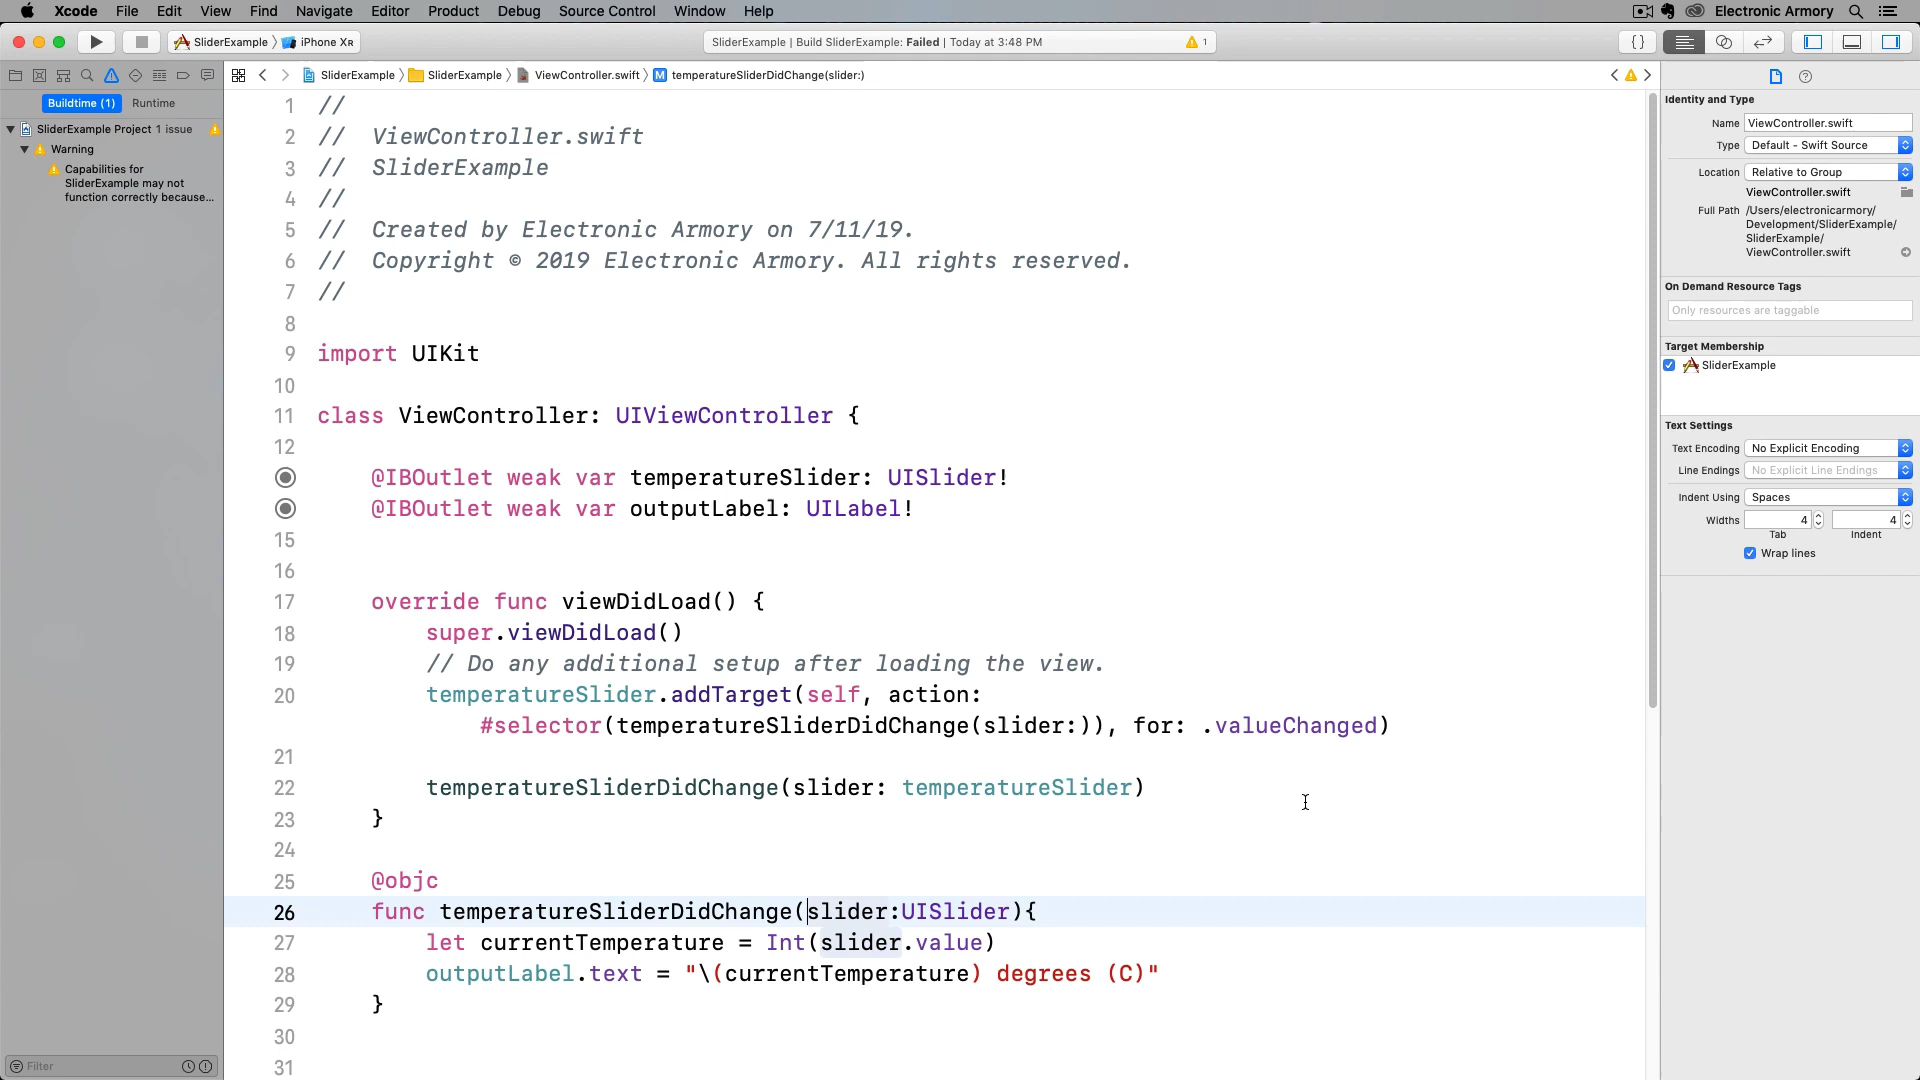 Xcode File Edit View Find Navigate Editor Product Debug Source Control Window Help Electronic Armory
SliderExample iPhone XR SliderExample | Build SliderExample: Failed | Today at 3:48 PM 1 {}
SliderExample SliderExample ViewController.swift M temperatureSliderDidChange(slider:)
Buildtime (1) Runtime
SliderExample Project 1 issue
Warning
Capabilities for
SliderExample may not
function correctly because...
Filter
1 //
2 // ViewController.swift
3 // SliderExample
4 //
5 // Created by Electronic Armory on 7/11/19.
6 // Copyright © 2019 Electronic Armory. All rights reserved.
7 //
8
9 import UIKit
10
11 class ViewController: UIViewController {
12
@IBOutlet weak var temperatureSlider: UISlider!
@IBOutlet weak var outputLabel: UILabel!
15
16
17 override func viewDidLoad() {
18 super.viewDidLoad()
19 // Do any additional setup after loading the view.
20 temperatureSlider.addTarget(self, action:
#selector(temperatureSliderDidChange(slider:)), for: .valueChanged)
21
22 temperatureSliderDidChange(slider: temperatureSlider)
23 }
24
25 @objc
26 func temperatureSliderDidChange(slider:UISlider){
27 let currentTemperature = Int(slider.value)
28 outputLabel.text = "\(currentTemperature) degrees (C)"
29 }
30
31
Identity and Type
Name ViewController.swift
Type Default - Swift Source
Location Relative to Group
ViewController.swift
Full Path /Users/electronicarmory/
Development/SliderExample/
SliderExample/
ViewController.swift
On Demand Resource Tags
Only resources are taggable
Target Membership
SliderExample
Text Settings
Text Encoding No Explicit Encoding
Line Endings No Explicit Line Endings
Indent Using Spaces
Widths 4 4
Tab Indent
Wrap lines